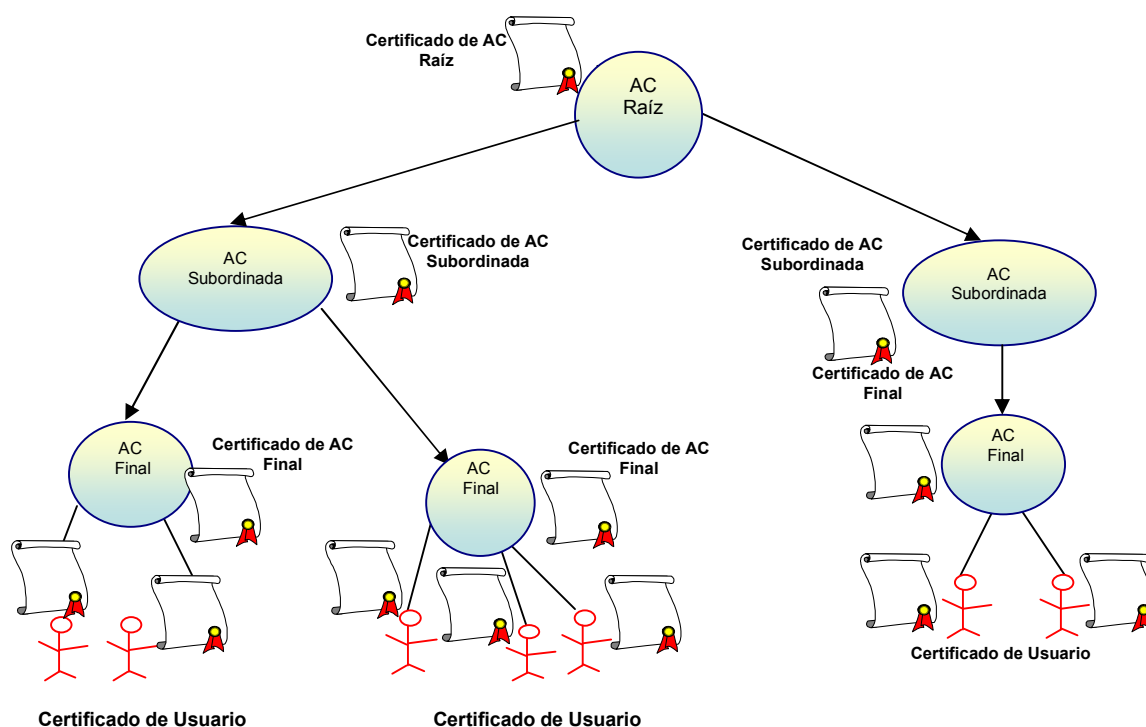 Certificado de AC
Raíz
AC
Raíz
AC
Subordinada
Certificado de AC
Subordinada
Certificado de AC
Subordinada
AC
Subordinada
Certificado de AC
Final
AC
Final
Certificado de AC
Final
AC
Final
Certificado de AC
Final
AC
Final
Certificado de Usuario
Certificado de Usuario
Certificado de Usuario